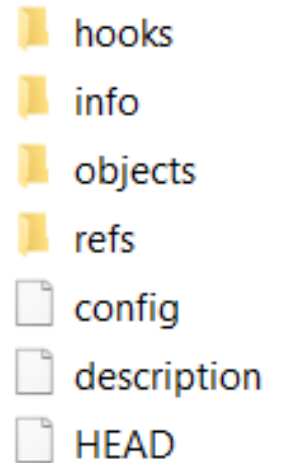 hooks
info
objects
refs
config
description
HEAD